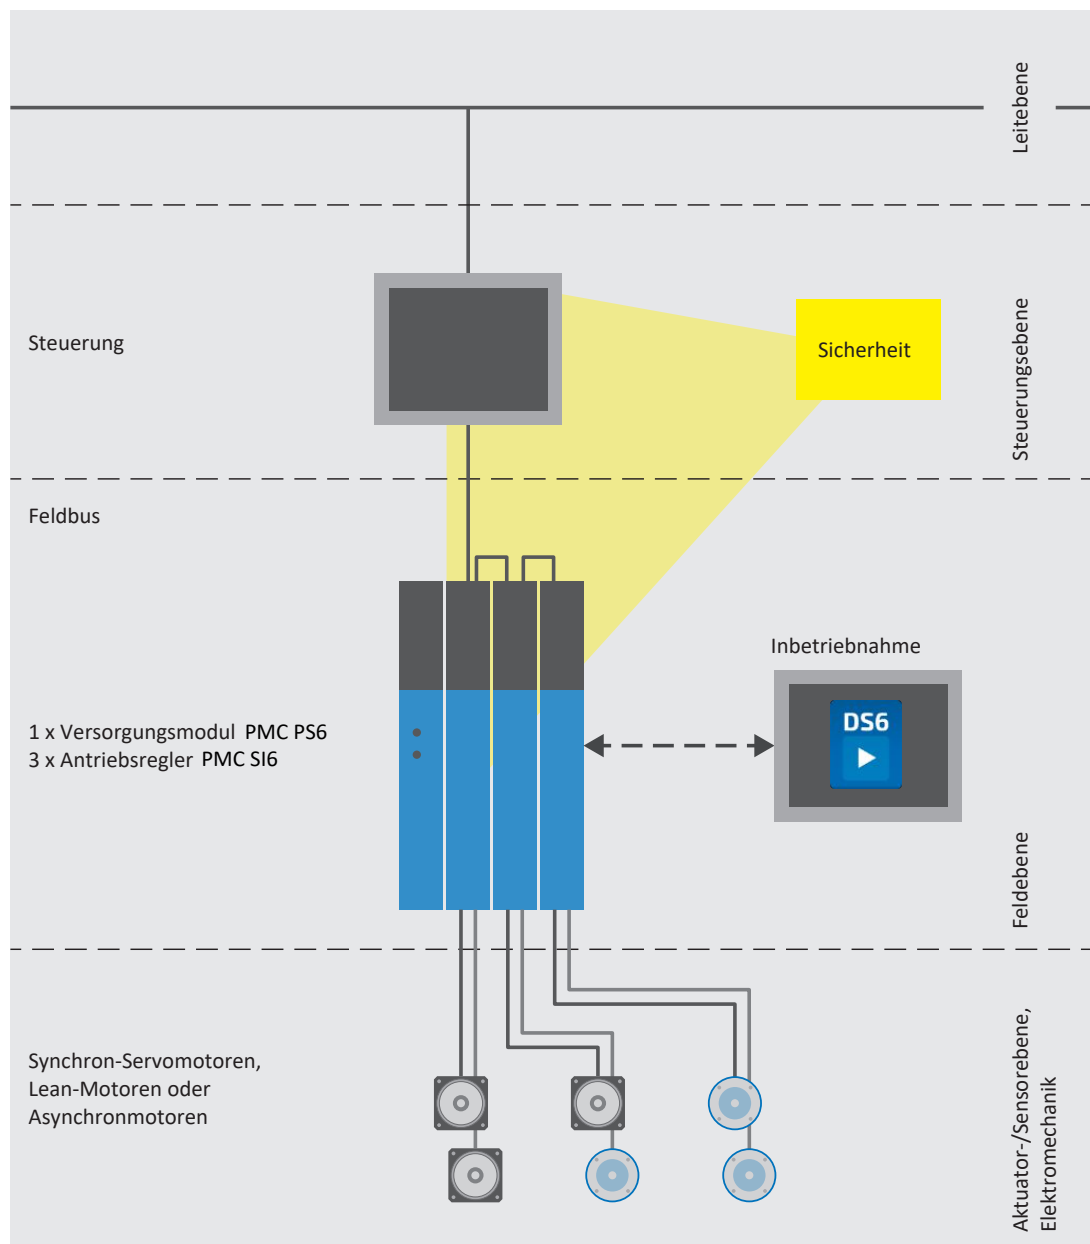 Leitebene
Steuerung
Sicherheit
Steuerungsebene
Feldbus
Inbetriebnahme
DS6
1 x Versorgungsmodul PMC PS6
3 x Antriebsregler PMC SI6
Feldebene
Synchron-Servomotoren,
Lean-Motoren oder
Asynchronmotoren
Aktuator-/Sensorebene,
Elektromechanik